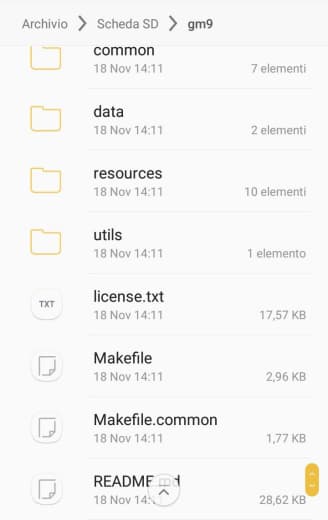 Archivio > Scheda SD > gm9
common
18 Nov 14:11 7 elementi
data
18 Nov 14:11 2 elementi
resources
18 Nov 14:11 10 elementi
utils
18 Nov 14:11 1 elemento
TXT license.txt
18 Nov 14:11 17,57 KB
Makefile
18 Nov 14:11 2,96 KB
Makefile.common
18 Nov 14:11 1,77 KB
README.md
18 Nov 14:11 28,62 KB